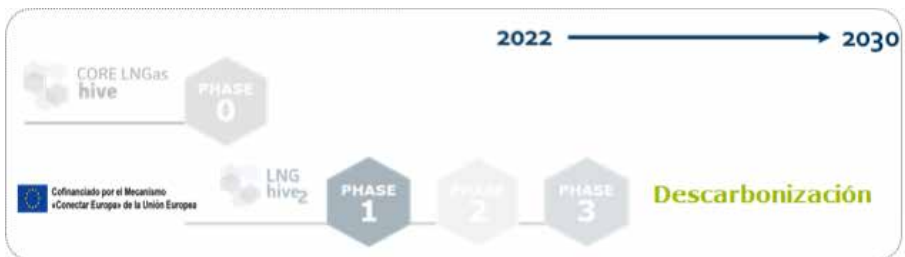 2022
2030
CORE LNGas
hive
PHASE
0
Cofinanciado por el Mecanismo
«Conectar Europa» de la Unión Europea
LNG
hive2
PHASE
1
PHASE
2
PHASE
3
Descarbonización